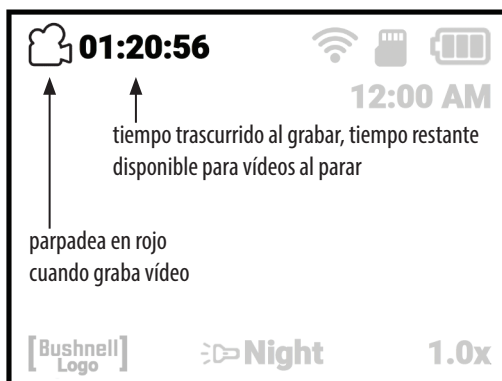 01:20:56
12:00 AM
tiempo trascurrido al grabar, tiempo restante
disponible para vídeos al parar
parpadea en rojo
cuando graba vídeo
[Bushnell Logo]
Night
1.0x